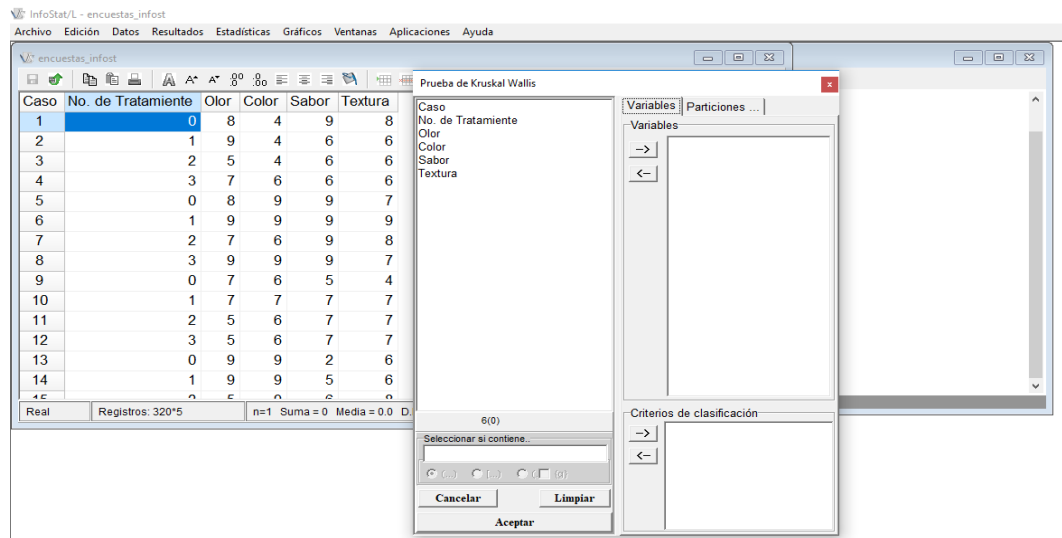 InfoStat/L - encuestas_infost
Archivo Edición Datos Resultados Estadísticas Gráficos Ventanas Aplicaciones Ayuda
encuestas_infost
Caso No. de Tratamiento Olor Color Sabor Textura
1 0 8 4 9 8
2 1 9 4 6 6
3 2 5 4 6 6
4 3 7 6 6 6
5 0 8 9 9 7
6 1 9 9 9 9
7 2 7 6 9 8
8 3 9 9 9 7
9 0 7 6 5 4
10 1 7 7 7 7
11 2 5 6 7 7
12 3 5 6 7 7
13 0 9 9 2 6
14 1 9 9 5 6
Real Registros: 320*5 n=1 Suma = 0 Media = 0.0 D.
Prueba de Kruskal Wallis
Caso
No. de Tratamiento
Olor
Color
Sabor
Textura
6(0)
Seleccionar si contiene..
Cancelar Limpiar
Aceptar
Variables Particiones ...
Variables
-->
<--
Criterios de clasificación
-->
<--